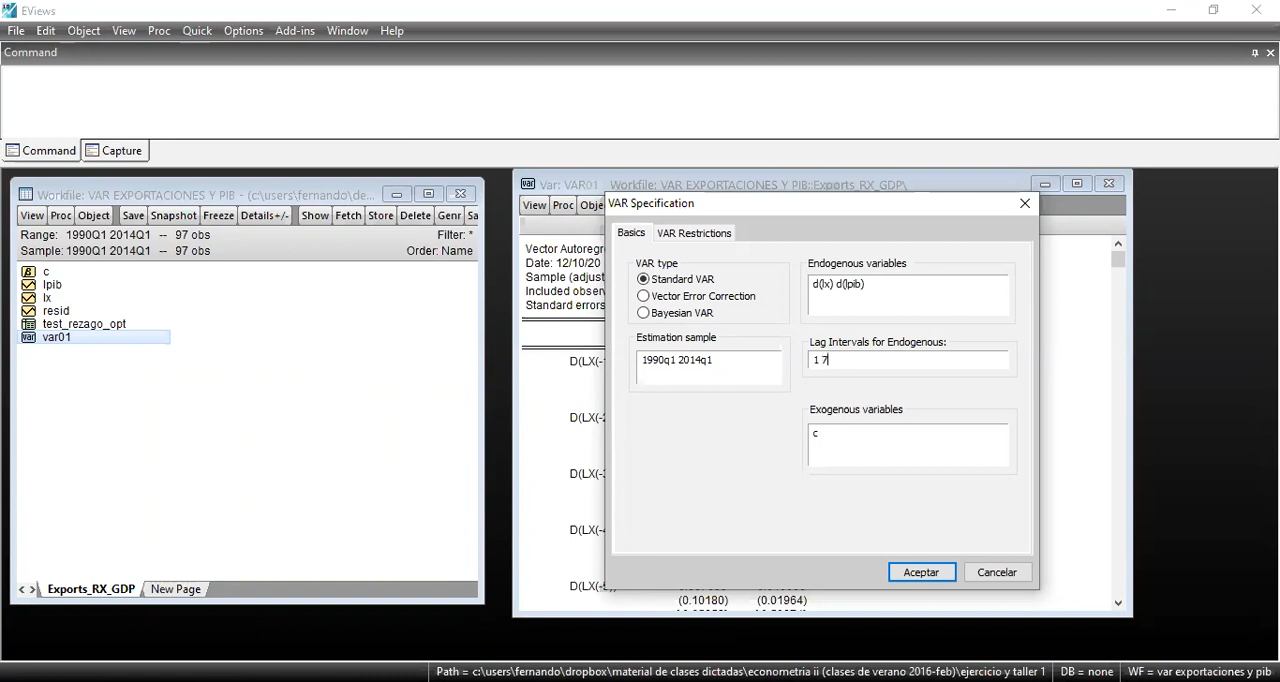 EViews
File Edit Object View Proc Quick Options Add-ins Window Help
Command
Command Capture
Workfile: VAR EXPORTACIONES Y PIB - (c:\users\fernando\de...
View Proc Object Save Snapshot Freeze Details+/- Show Fetch Store Delete Genr Sa
Range: 1990Q1 2014Q1 -- 97 obs Filter: *
Sample: 1990Q1 2014Q1 -- 97 obs Order: Name
c
lpib
lx
resid
test_rezago_opt
var01
Exports_RX_GDP New Page
Var: VAR01 Workfile: VAR EXPORTACIONES Y PIB::Exports_RX_GDP\
View Proc Obje
Vector Autoregr
Date: 12/10/20
Sample (adjust
Included obser
Standard errors
D(LX(-
D(LX(-2
D(LX(-3
D(LX(-4
D(LX(-5
(0.10180) (0.01964)
VAR Specification
Basics VAR Restrictions
VAR type
Standard VAR
Vector Error Correction
Bayesian VAR
Estimation sample
1990q1 2014q1
Endogenous variables
d(lx) d(lpib)
Lag Intervals for Endogenous:
1 7
Exogenous variables
c
Aceptar Cancelar
Path = c:\users\fernando\dropbox\material de clases dictadas\econometria ii (clases de verano 2016-feb)\ejercicio y taller 1 DB = none WF = var exportaciones y pib